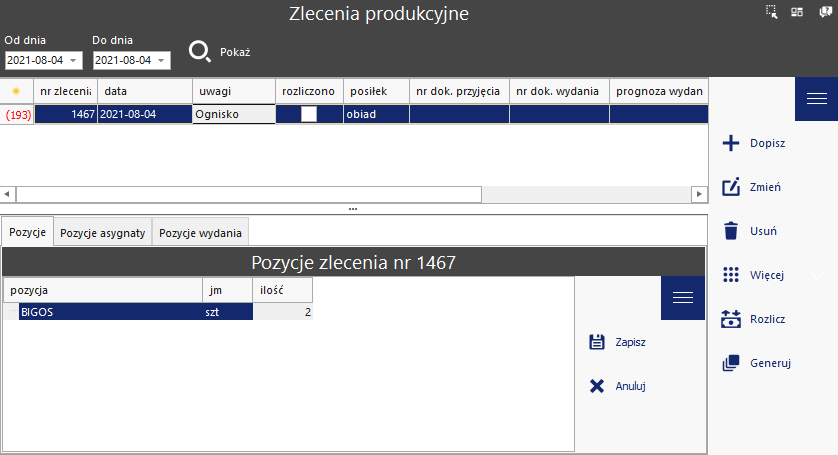 Zlecenia produkcyjne
Od dnia Do dnia
2021-08-04 2021-08-04 Pokaż
nr zlecenia data uwagi rozliczono posiłek nr dok. przyjęcia nr dok. wydania prognoza wydan
(193) 1467 2021-08-04 Ognisko obiad
Dopisz
Zmień
Usuń
Więcej
Rozlicz
Generuj
Pozycje Pozycje asygnaty Pozycje wydania
Pozycje zlecenia nr 1467
pozycja jm ilość
BIGOS szt 2
Zapisz
Anuluj